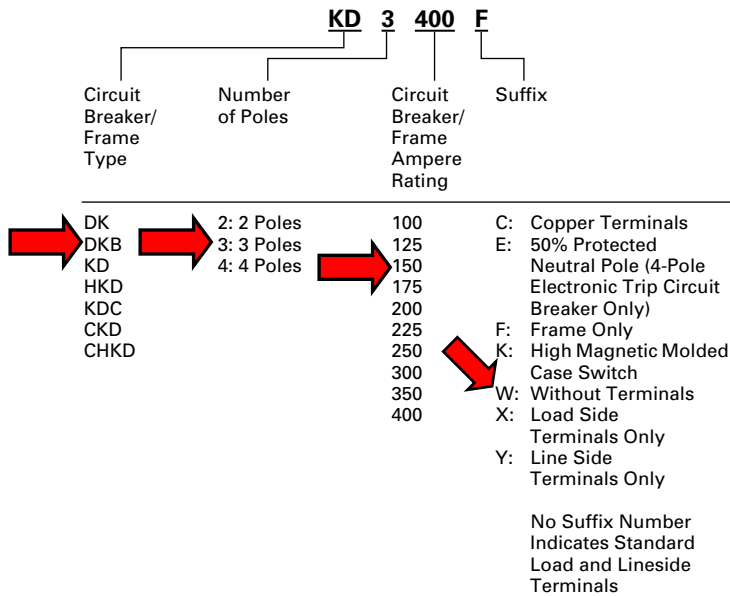 KD 3 400 F
Circuit
Breaker/
Frame
Type
Number
of Poles
Circuit
Breaker/
Frame
Ampere
Rating
Suffix
DK
DKB
KD
HKD
KDC
CKD
CHKD
2: 2 Poles
3: 3 Poles
4: 4 Poles
100
125
150
175
200
225
250
300
350
400
C: Copper Terminals
E: 50% Protected
Neutral Pole (4-Pole
Electronic Trip Circuit
Breaker Only)
F: Frame Only
K: High Magnetic Molded
Case Switch
W: Without Terminals
X: Load Side
Terminals Only
Y: Line Side
Terminals Only
No Suffix Number
Indicates Standard
Load and Lineside
Terminals